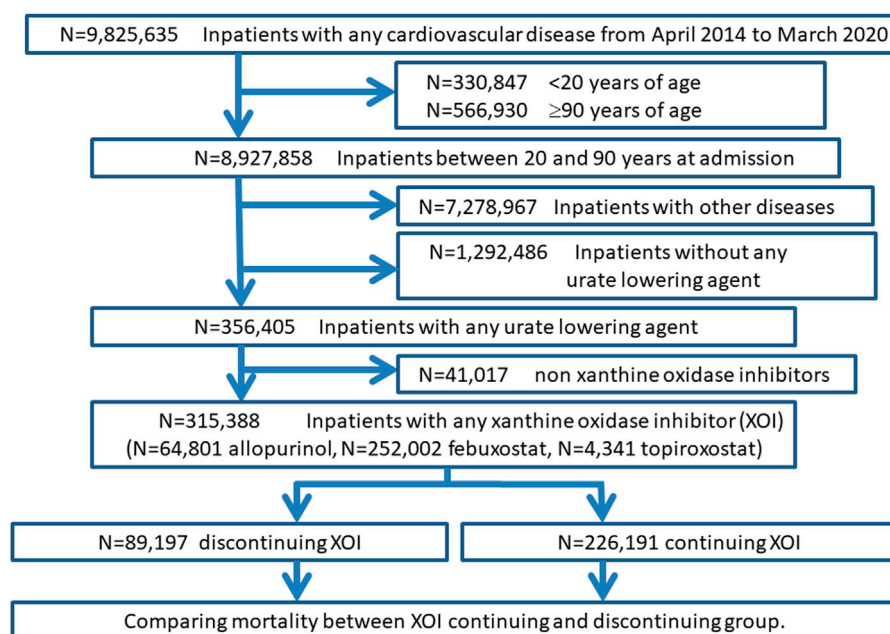 N=9,825,635 Inpatients with any cardiovascular disease from April 2014 to March 2020
N=330,847 <20 years of age
N=566,930 ≥90 years of age
N=8,927,858 Inpatients between 20 and 90 years at admission
N=7,278,967 Inpatients with other diseases
N=1,292,486 Inpatients without any
urate lowering agent
N=356,405 Inpatients with any urate lowering agent
N=41,017 non xanthine oxidase inhibitors
N=315,388 Inpatients with any xanthine oxidase inhibitor (XOI)
(N=64,801 allopurinol, N=252,002 febuxostat, N=4,341 topiroxostat)
N=89,197 discontinuing XOI
N=226,191 continuing XOI
Comparing mortality between XOI continuing and discontinuing group.